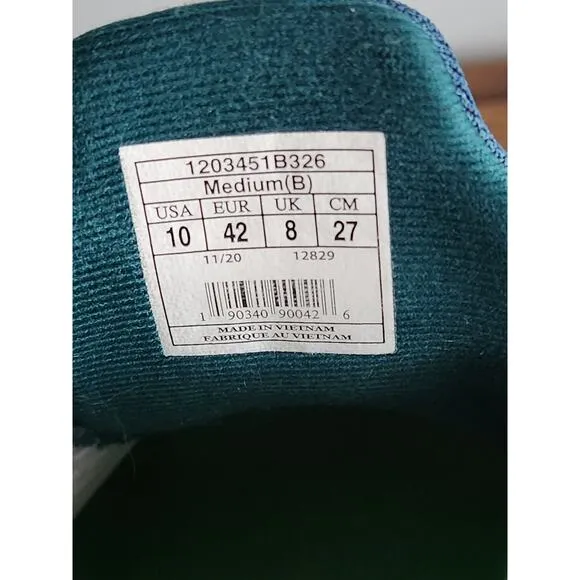 1203451B326
Medium(B)
USA EUR UK CM
10 42 8 27
11/20 12829
1 90340 90042 6
MADE IN VIETNAM
FABRIQUE AU VIETNAM